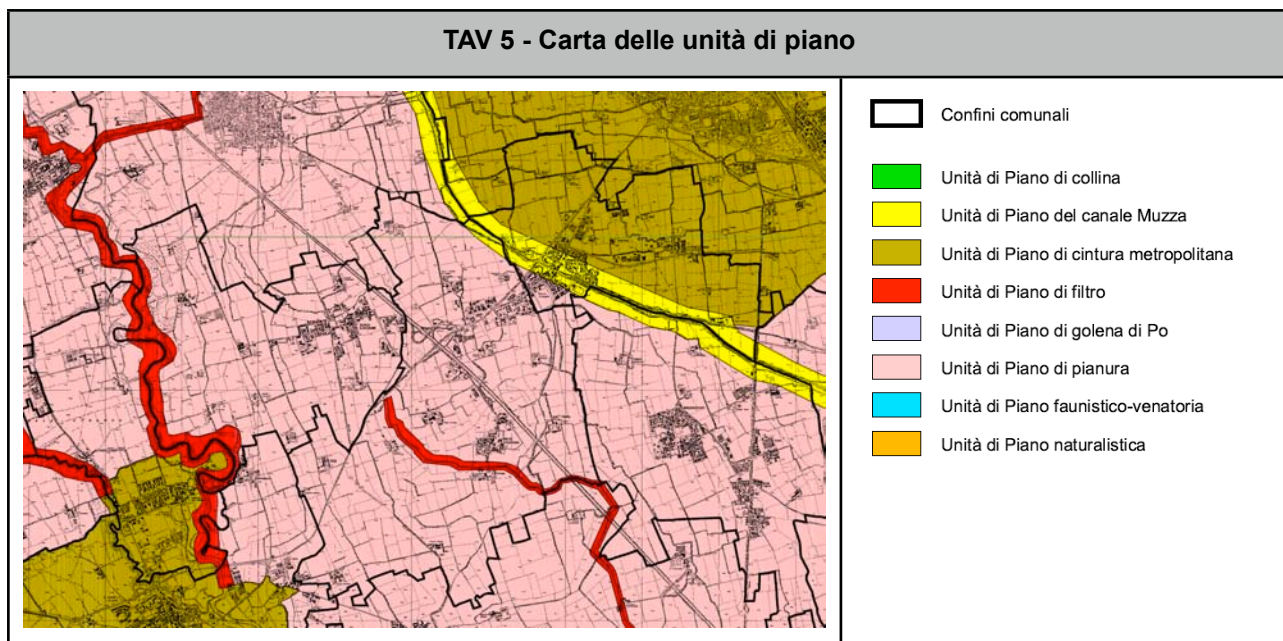 TAV 5 - Carta delle unità di piano
Confini comunali
Unità di Piano di collina
Unità di Piano del canale Muzza
Unità di Piano di cintura metropolitana
Unità di Piano di filtro
Unità di Piano di golena di Po
Unità di Piano di pianura
Unità di Piano faunistico-venatoria
Unità di Piano naturalistica